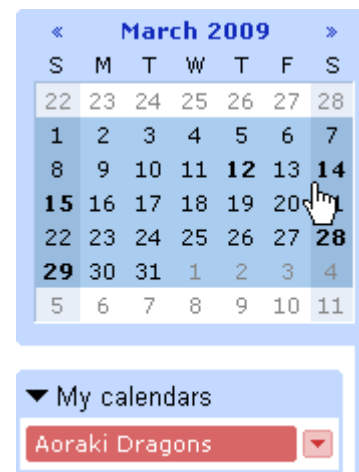 « March 2009 »
S M T W T F S
22 23 24 25 26 27 28
1 2 3 4 5 6 7
8 9 10 11 12 13 14
15 16 17 18 19 20
22 23 24 25 26 27 28
29 30 31 1 2 3 4
5 6 7 8 9 10 11
▼ My calendars
Aoraki Dragons